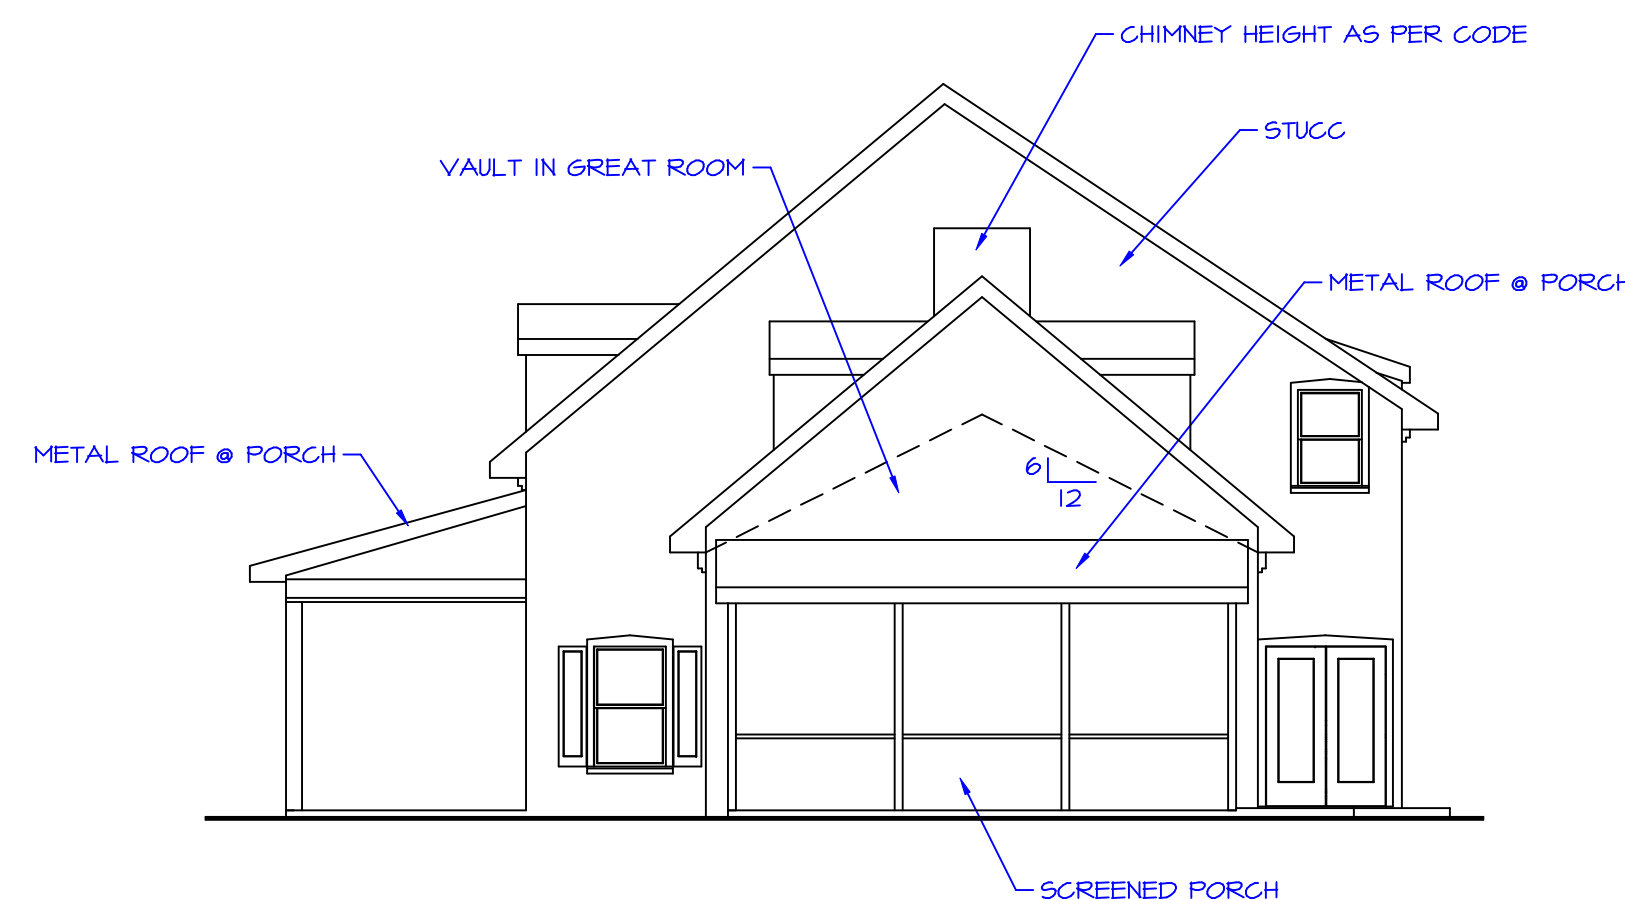 CHIMNEY HEIGHT AS PER CODE
STUCC
VAULT IN GREAT ROOM
METAL ROOF @ PORCH
METAL ROOF @ PORCH
6
12
SCREENED PORCH